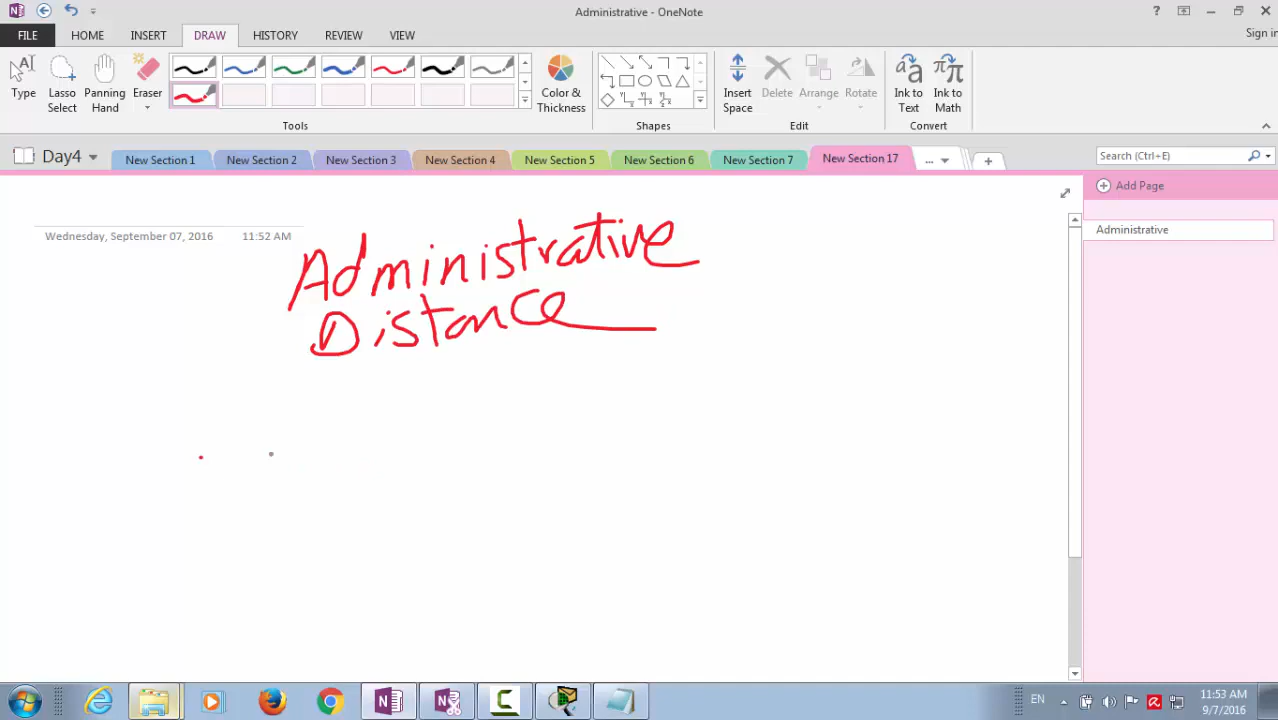 Administrative - OneNote
?
Sign in
FILE HOME INSERT DRAW HISTORY REVIEW VIEW
Type
Lasso Select
Panning Hand
Eraser
Color & Thickness
Insert Space
Delete
Arrange
Rotate
Ink to Text
Ink to Math
Tools Shapes Edit Convert
Day4 New Section 1 New Section 2 New Section 3 New Section 4 New Section 5 New Section 6 New Section 7 New Section 17 ... Search (Ctrl+E)
Add Page
Administrative
Wednesday, September 07, 2016 11:52 AM
Administrative
Distance
EN
11:53 AM
9/7/2016